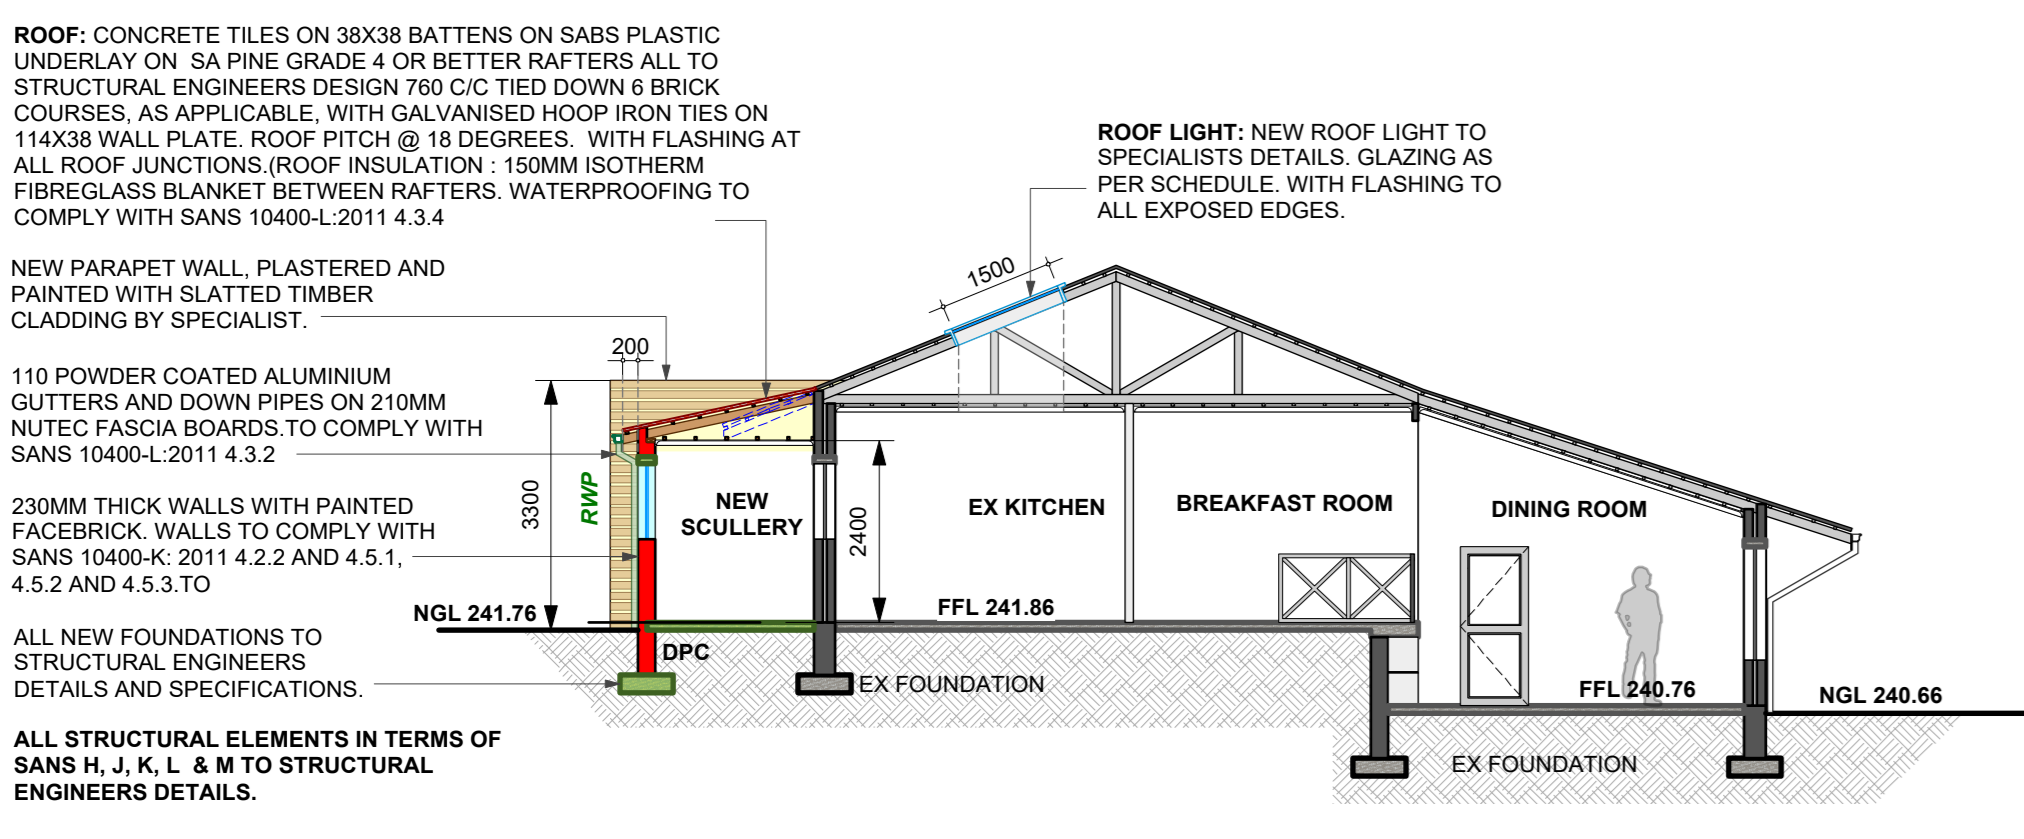 ROOF: CONCRETE TILES ON 38X38 BATTENS ON SABS PLASTIC
UNDERLAY ON  SA PINE GRADE 4 OR BETTER RAFTERS ALL TO
STRUCTURAL ENGINEERS DESIGN 760 C/C TIED DOWN 6 BRICK
COURSES, AS APPLICABLE, WITH GALVANISED HOOP IRON TIES ON
114X38 WALL PLATE. ROOF PITCH @ 18 DEGREES.  WITH FLASHING AT
ALL ROOF JUNCTIONS.(ROOF INSULATION : 150MM ISOTHERM
FIBREGLASS BLANKET BETWEEN RAFTERS. WATERPROOFING TO
COMPLY WITH SANS 10400-L:2011 4.3.4
ROOF LIGHT: NEW ROOF LIGHT TO
SPECIALISTS DETAILS. GLAZING AS
PER SCHEDULE. WITH FLASHING TO
ALL EXPOSED EDGES.
NEW PARAPET WALL, PLASTERED AND
PAINTED WITH SLATTED TIMBER
CLADDING BY SPECIALIST.
1500
200
110 POWDER COATED ALUMINIUM
GUTTERS AND DOWN PIPES ON 210MM
NUTEC FASCIA BOARDS.TO COMPLY WITH
SANS 10400-L:2011 4.3.2
230MM THICK WALLS WITH PAINTED
FACEBRICK. WALLS TO COMPLY WITH
SANS 10400-K: 2011 4.2.2 AND 4.5.1,
4.5.2 AND 4.5.3.TO
3300
RWP
NEW
SCULLERY
2400
EX KITCHEN
BREAKFAST ROOM
DINING ROOM
NGL 241.76
FFL 241.86
ALL NEW FOUNDATIONS TO
STRUCTURAL ENGINEERS
DETAILS AND SPECIFICATIONS.
DPC
EX FOUNDATION
FFL 240.76
NGL 240.66
EX FOUNDATION
ALL STRUCTURAL ELEMENTS IN TERMS OF
SANS H, J, K, L  & M TO STRUCTURAL
ENGINEERS DETAILS.